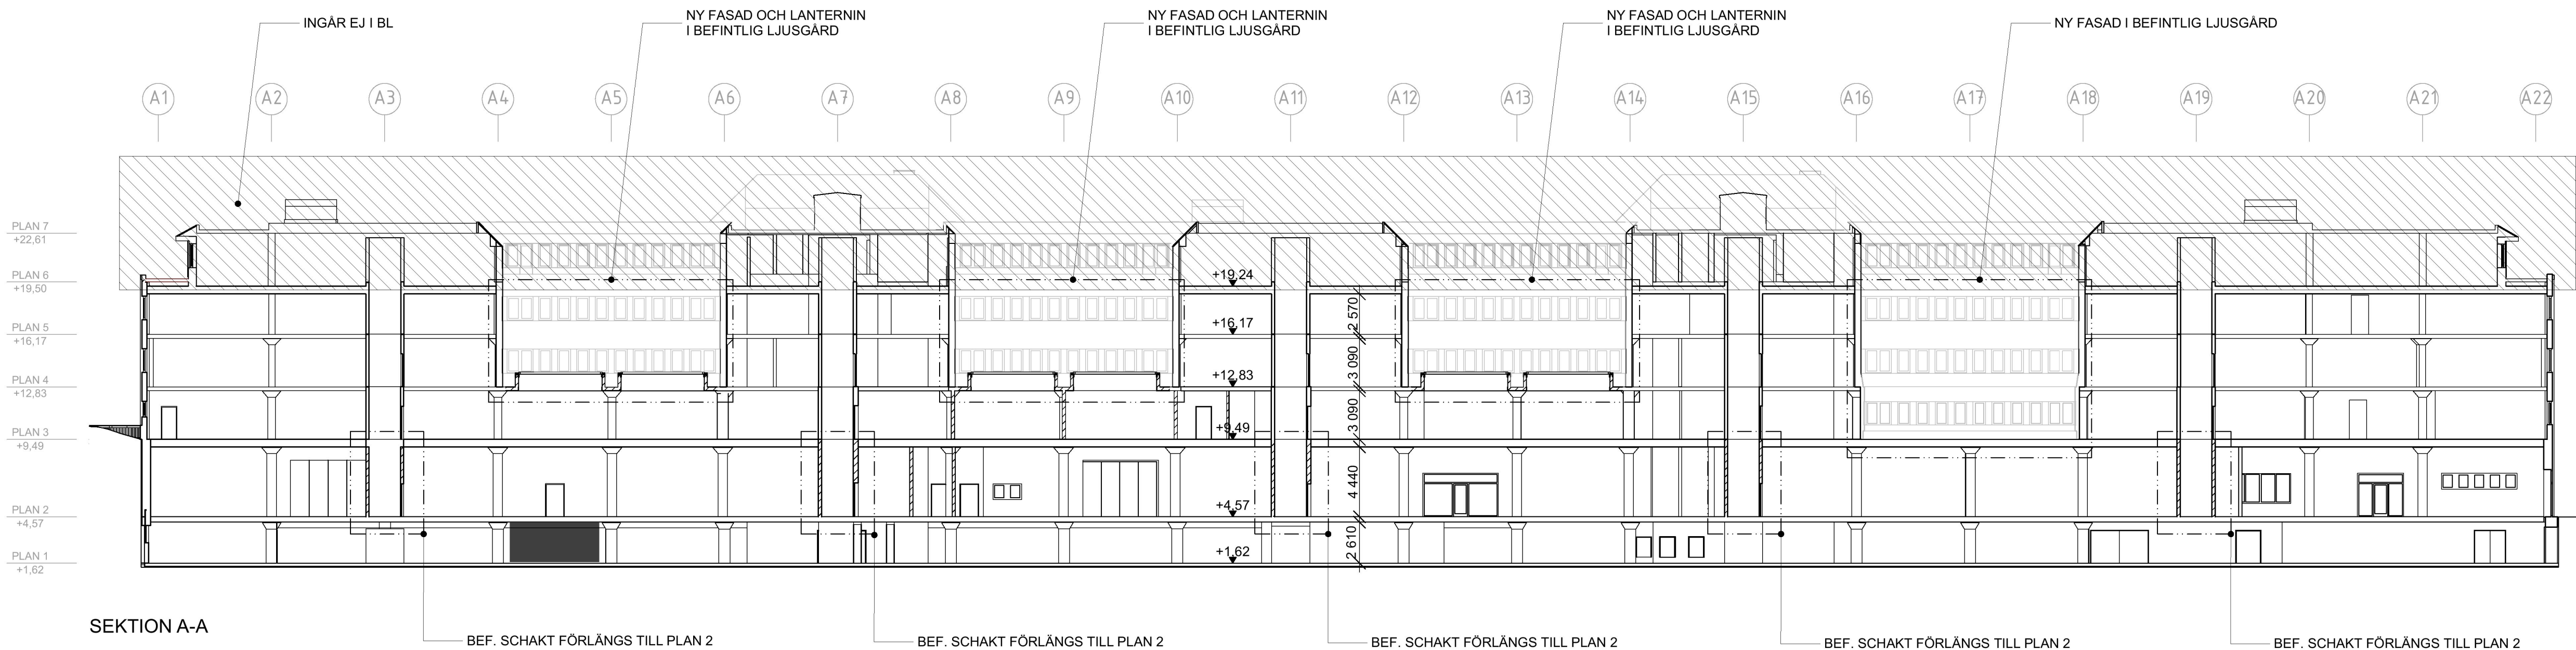 INGÅR EJ I BL
NY FASAD OCH LANTERNIN
I BEFINTLIG LJUSGÅRD
NY FASAD OCH LANTERNIN
I BEFINTLIG LJUSGÅRD
NY FASAD OCH LANTERNIN
I BEFINTLIG LJUSGÅRD
NY FASAD I BEFINTLIG LJUSGÅRD
A1 A2 A3 A4 A5 A6 A7 A8 A9 A10 A11 A12 A13 A14 A15 A16 A17 A18 A19 A20 A21 A22
PLAN 7
+22,61
PLAN 6
+19,50
PLAN 5
+16,17
PLAN 4
+12,83
PLAN 3
+9,49
PLAN 2
+4,57
PLAN 1
+1,62
+19,24
+16,17
+12,83
+9,49
+4,57
+1,62
2 570
3 090
3 090
4 440
2 610
SEKTION A-A
BEF. SCHAKT FÖRLÄNGS TILL PLAN 2
BEF. SCHAKT FÖRLÄNGS TILL PLAN 2
BEF. SCHAKT FÖRLÄNGS TILL PLAN 2
BEF. SCHAKT FÖRLÄNGS TILL PLAN 2
BEF. SCHAKT FÖRLÄNGS TILL PLAN 2